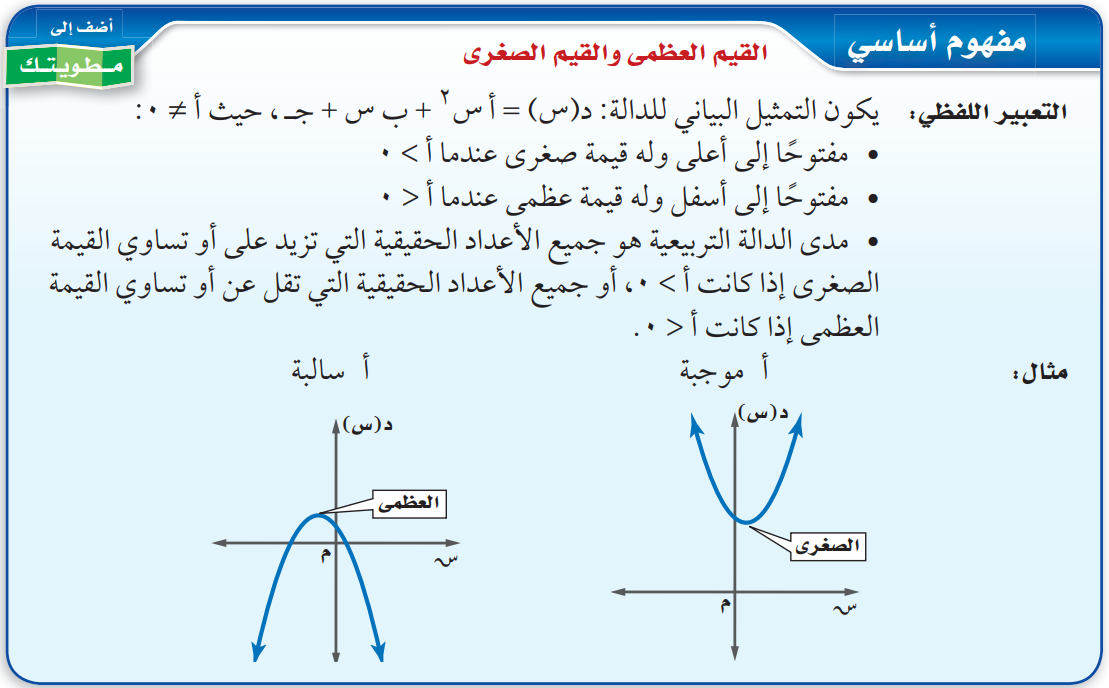 أضف إلى
مـطويتـك
مفهوم أساسي
القيم العظمى والقيم الصغرى
التعبير اللفظي: يكون التمثيل البياني للدالة: د(س) = أ س٢ + ب س + جـ، حيث أ ≠ ٠:
• مفتوحًا إلى أعلى وله قيمة صغرى عندما أ > ٠
• مفتوحًا إلى أسفل وله قيمة عظمى عندما أ < ٠
• مدى الدالة التربيعية هو جميع الأعداد الحقيقية التي تزيد على أو تساوي القيمة
الصغرى إذا كانت أ > ٠، أو جميع الأعداد الحقيقية التي تقل عن أو تساوي القيمة
العظمى إذا كانت أ < ٠.
مثال: أ موجبة أ سالبة
د(س)
الصغرى
م
س
د(س)
العظمى
م
س